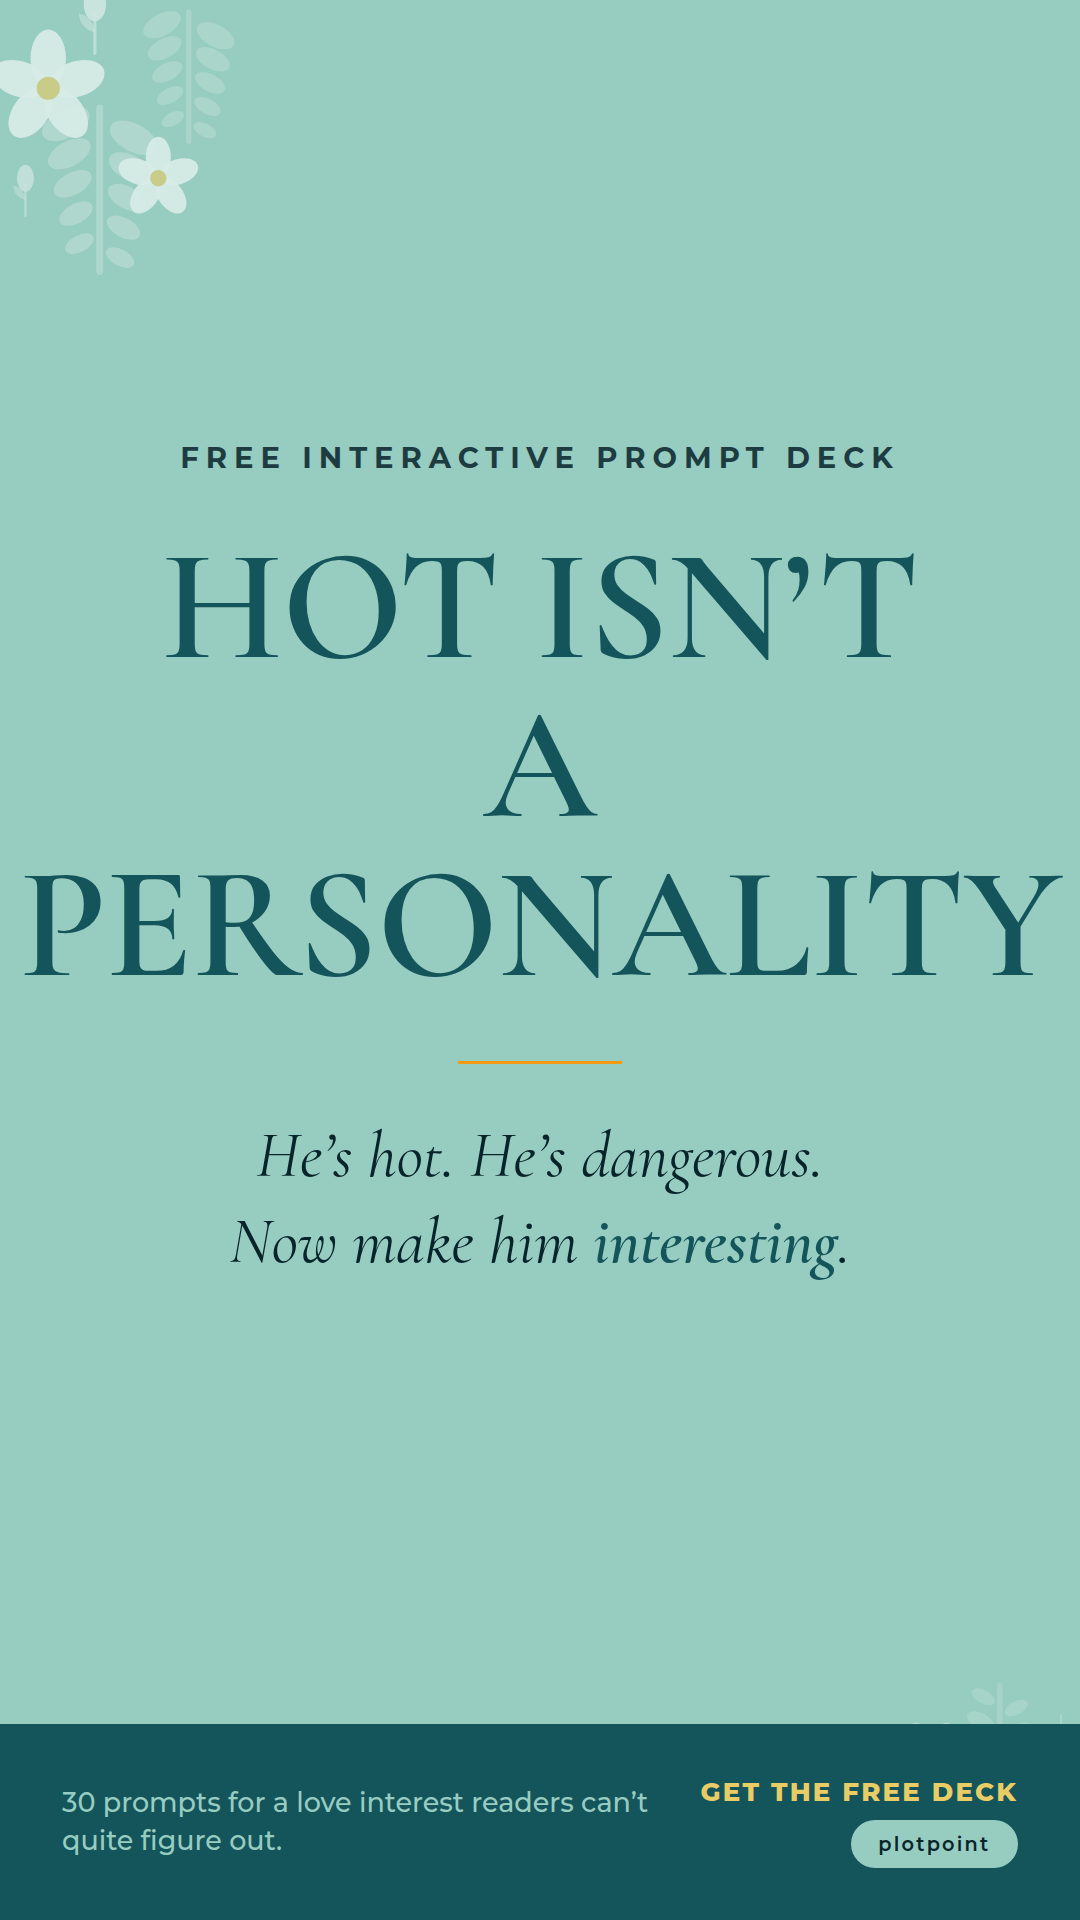 FREE INTERACTIVE PROMPT DECK
HOT ISN’T
A
PERSONALITY
He’s hot. He’s dangerous.
Now make him interesting.
30 prompts for a love interest readers can’t
quite figure out.
GET THE FREE DECK
plotpoint